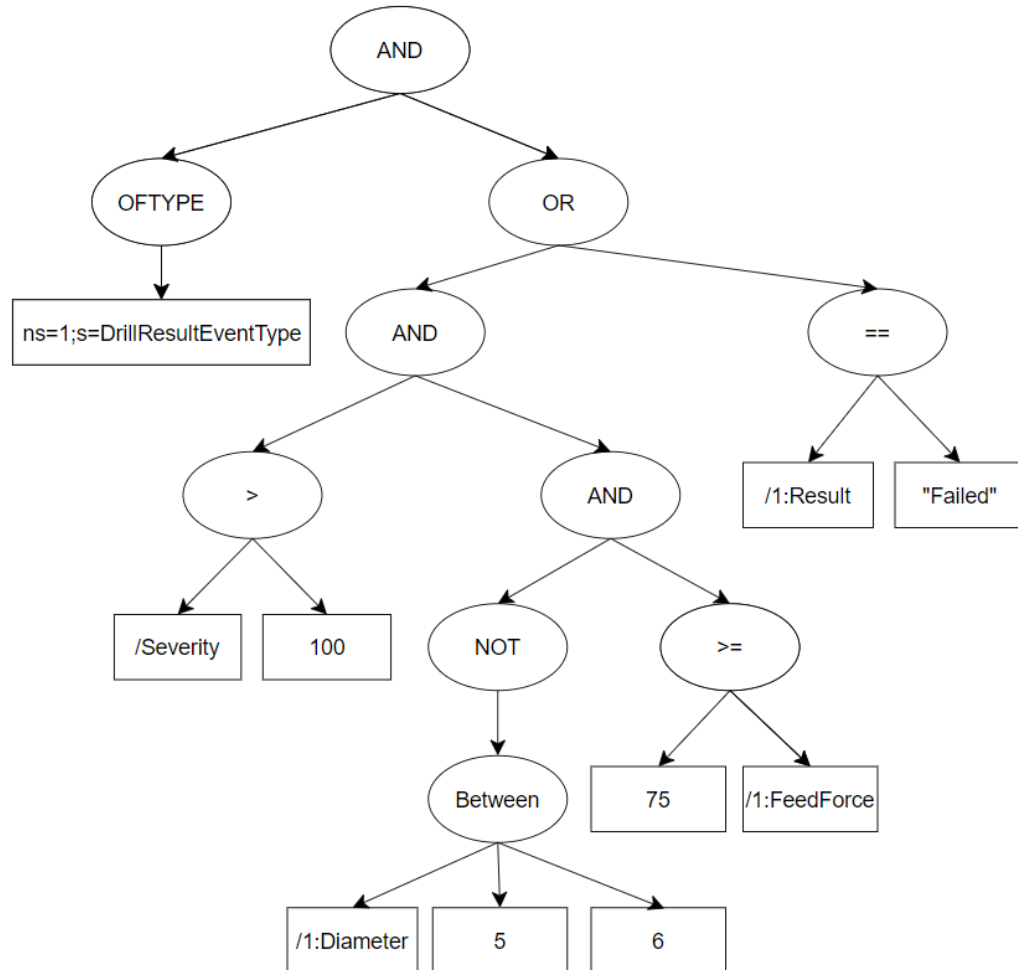 AND
OFTYPE
OR
ns=1;s=DrillResultEventType
AND
==
>
AND
/1:Result
"Failed"
/Severity
100
NOT
>=
Between
75
/1:FeedForce
/1:Diameter
5
6